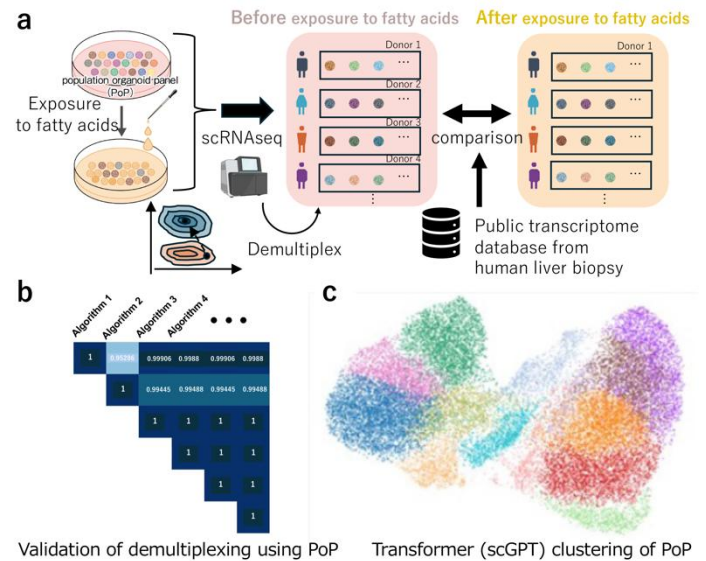 a
population organoid panel
(PoP)
Exposure
to fatty acids
scRNAseq
Demultiplex
Before exposure to fatty acids
Donor 1
...
Donor 2
...
Donor 3
...
Donor 4
...
⋮
comparison
After exposure to fatty acids
Donor 1
...
...
...
...
⋮
Public transcriptome
database from
human liver biopsy
b
Algorithm 1
Algorithm 2
Algorithm 3
Algorithm 4
•••
1 0.99906 0.9988 0.99906 0.9988
1 0.99445 0.99488 0.99445 0.99488
1 1 1 1
1 1 1
1 1
1
Validation of demultiplexing using PoP
c
Transformer (scGPT) clustering of PoP